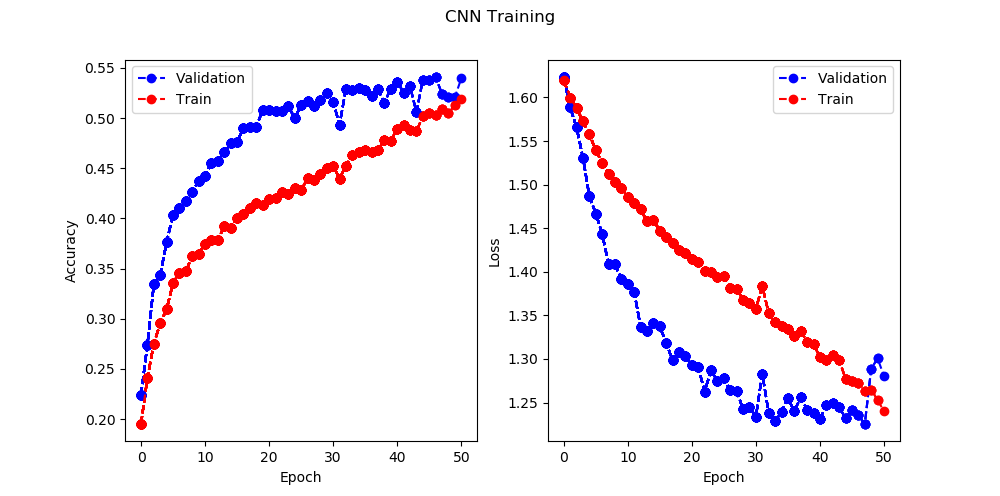 CNN Training
Validation
Train
0.55
0.50
0.45
0.40
0.35
0.30
0.25
0.20
Accuracy
0 10 20 30 40 50
Epoch
Validation
Train
1.60
1.55
1.50
1.45
1.40
1.35
1.30
1.25
Loss
0 10 20 30 40 50
Epoch